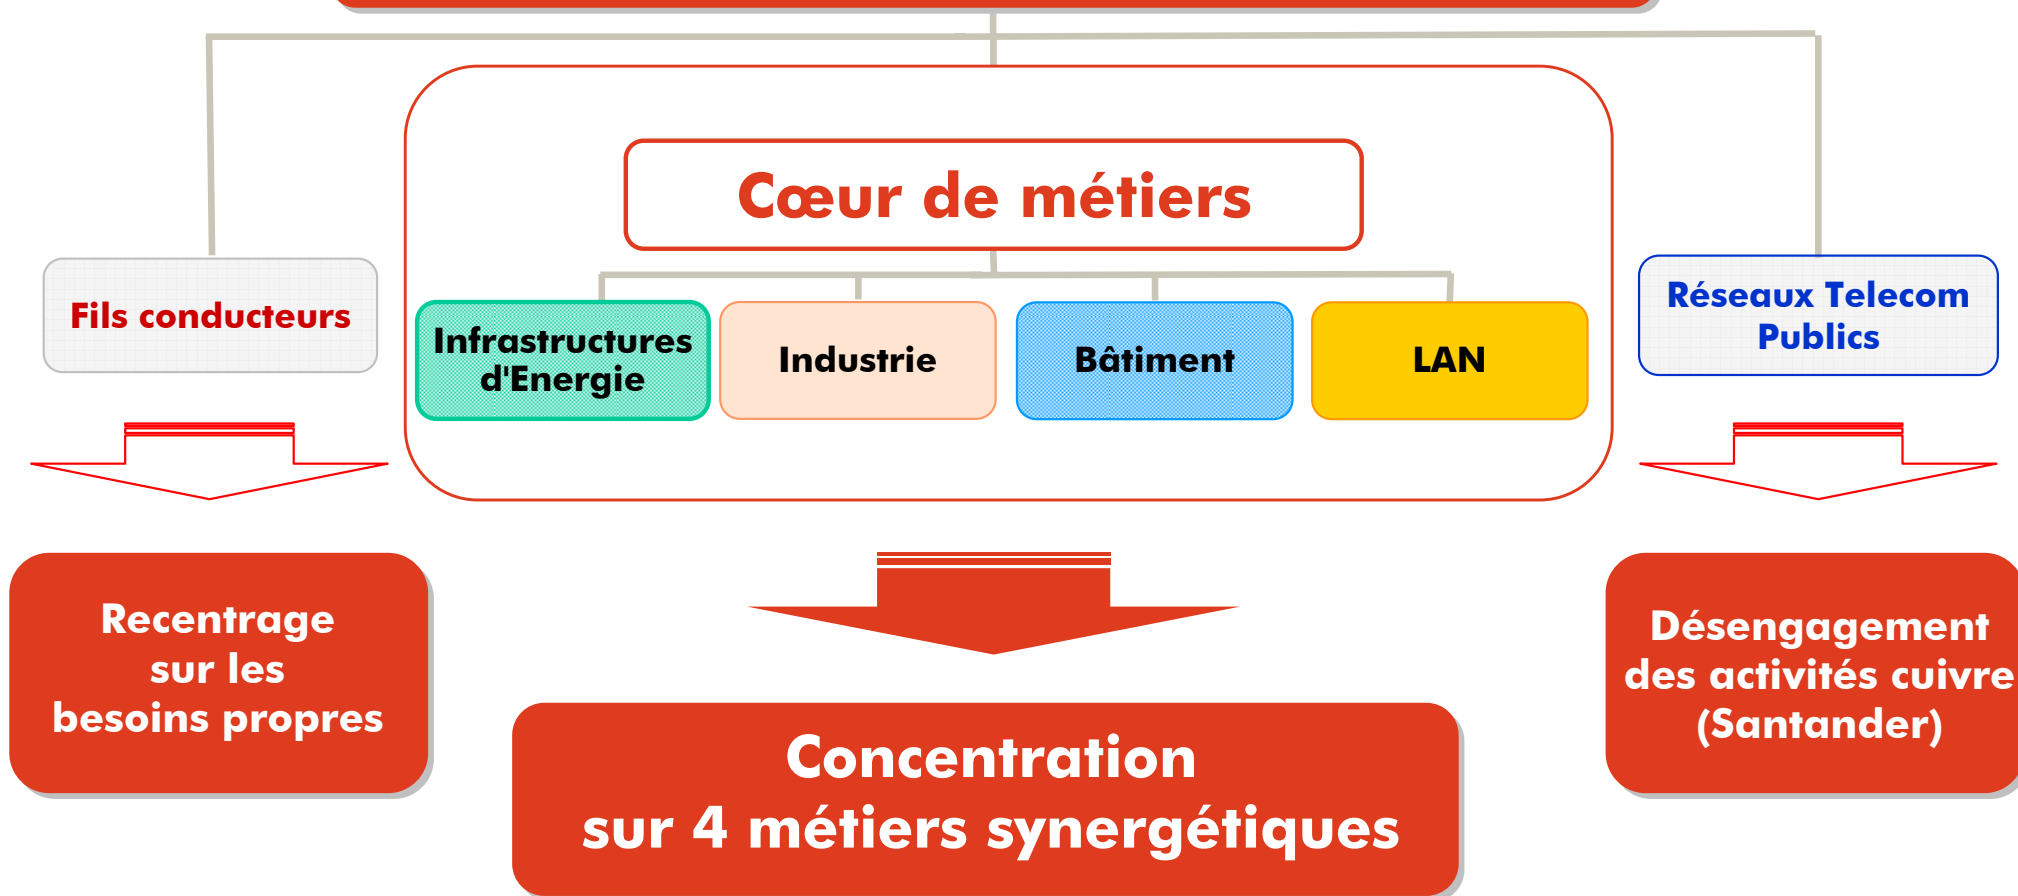 Cœur de métiers
Fils conducteurs
Infrastructures
d'Energie
Industrie
Bâtiment
LAN
Réseaux Telecom
Publics
Recentrage
sur les
besoins propres
Concentration
sur 4 métiers synergétiques
Désengagement
des activités cuivre
(Santander)